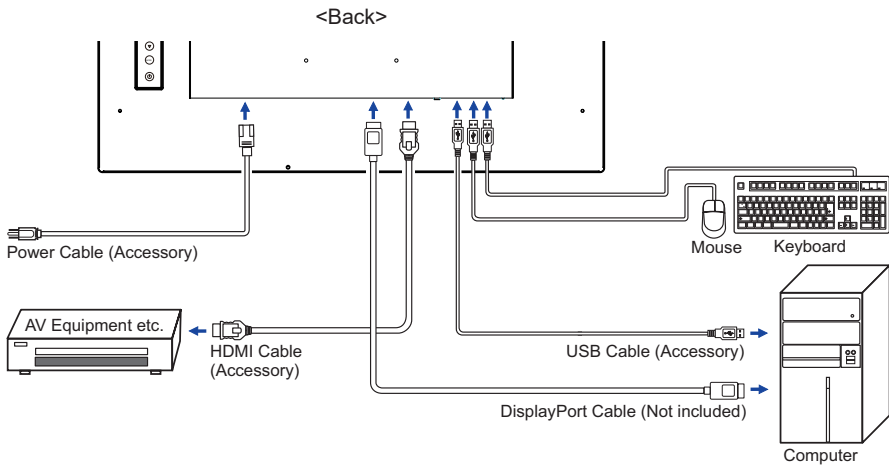 <Back>
Power Cable (Accessory)
Mouse
Keyboard
AV Equipment etc.
HDMI Cable
(Accessory)
USB Cable (Accessory)
DisplayPort Cable (Not included)
Computer